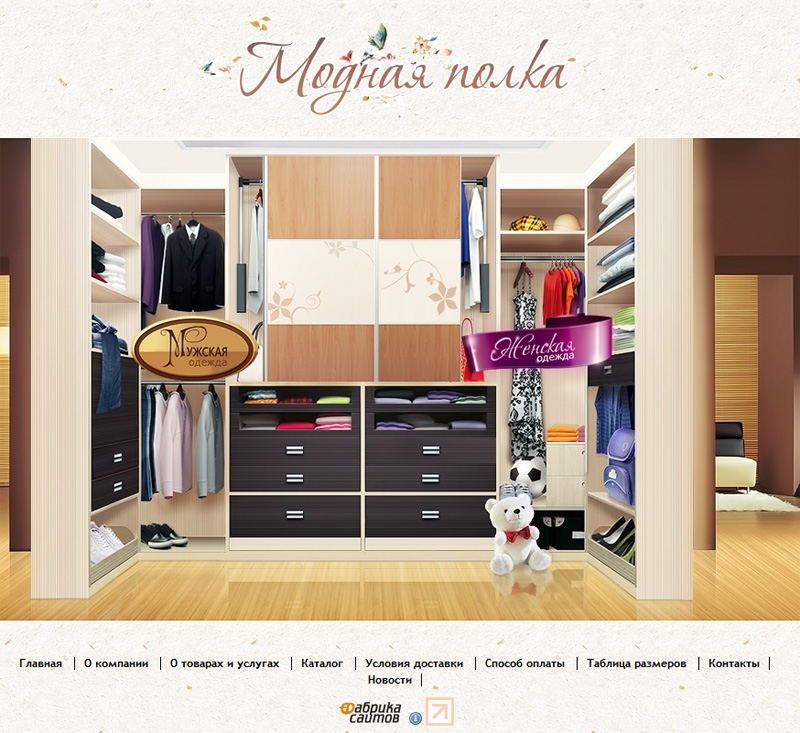 Модная полка
Мужская
одежда
Женская
одежда
Главная | О компании | О товарах и услугах | Каталог | Условия доставки | Способ оплаты | Таблица размеров | Контакты |
Новости |
Фабрика
сайтов